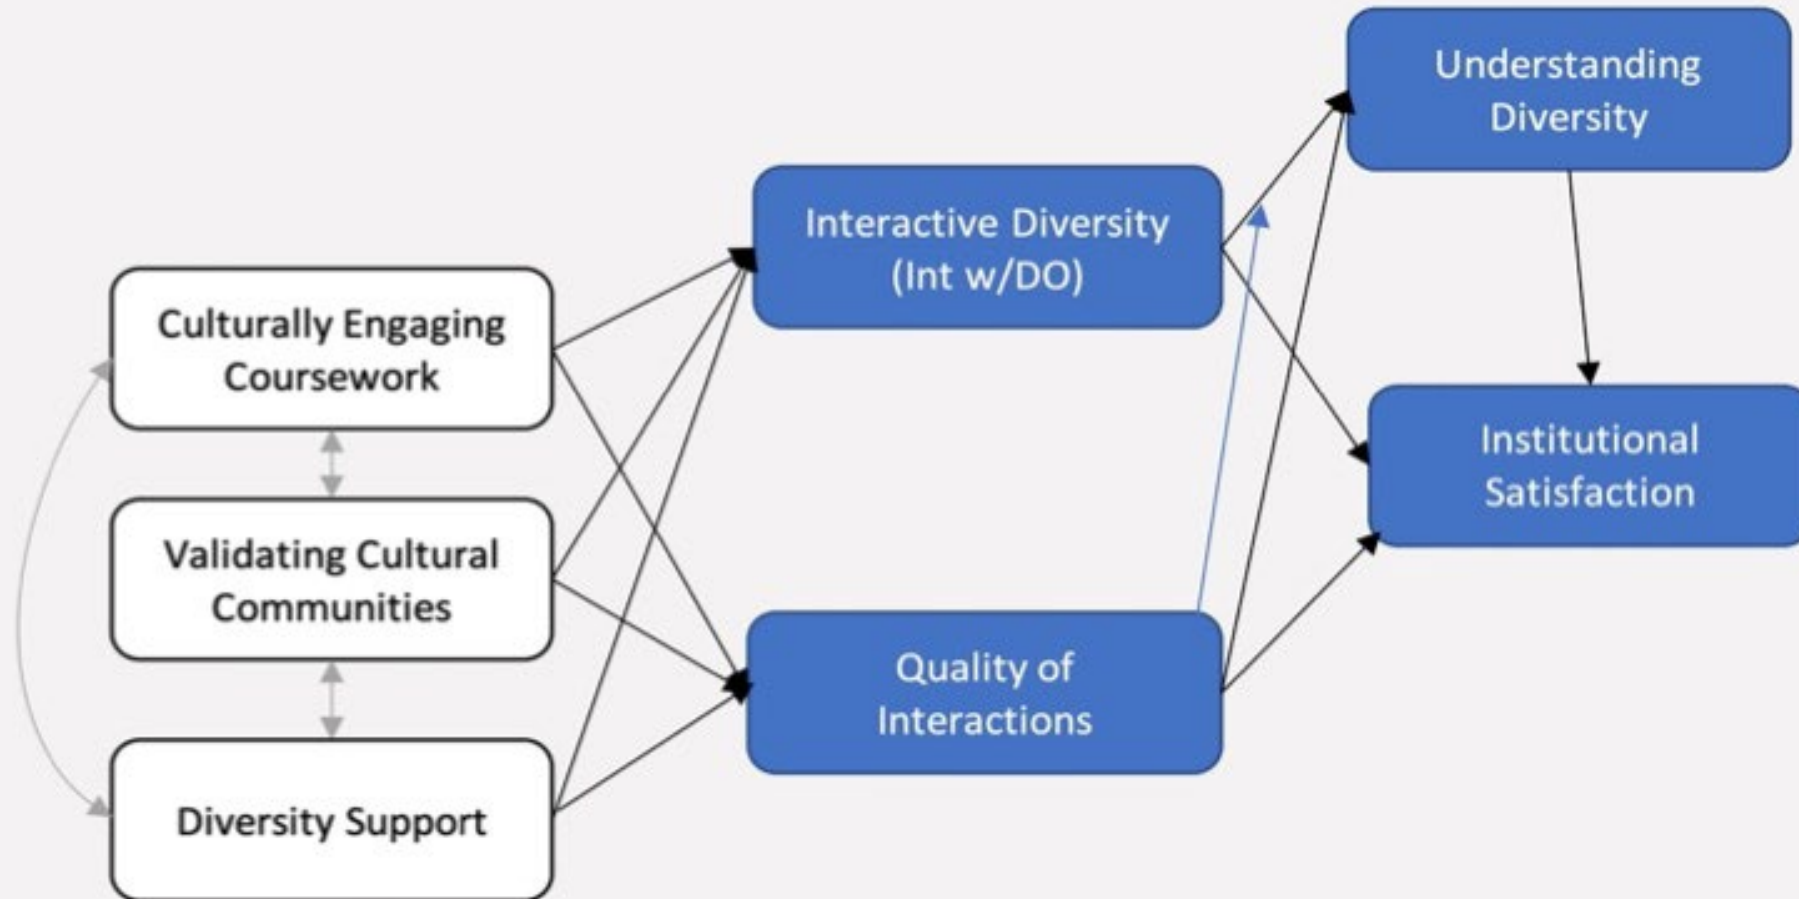 Understanding
Diversity
Interactive Diversity
(Int w/DO)
Culturally Engaging
Coursework
Institutional
Satisfaction
Validating Cultural
Communities
Quality of
Interactions
Diversity Support